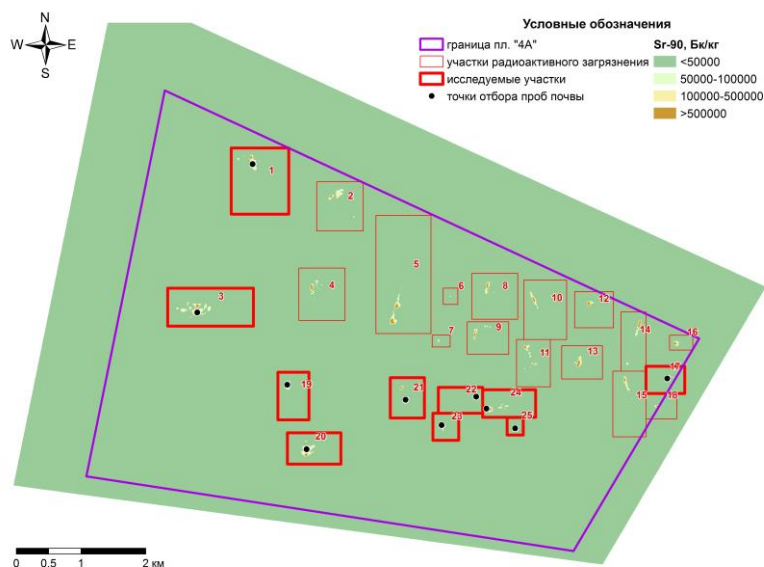 Условные обозначения
граница пл. "4А"
участки радиоактивного загрязнения
исследуемые участки
точки отбора проб почвы
Sr-90, Бк/кг
<50000
50000-100000
100000-500000
>500000
N
W E
S
1
2
3
4
5
6
7
8
9
10
11
12
13
14
15
16
17
18
19
20
21
22
23
24
25
0 0.5 1 2 км